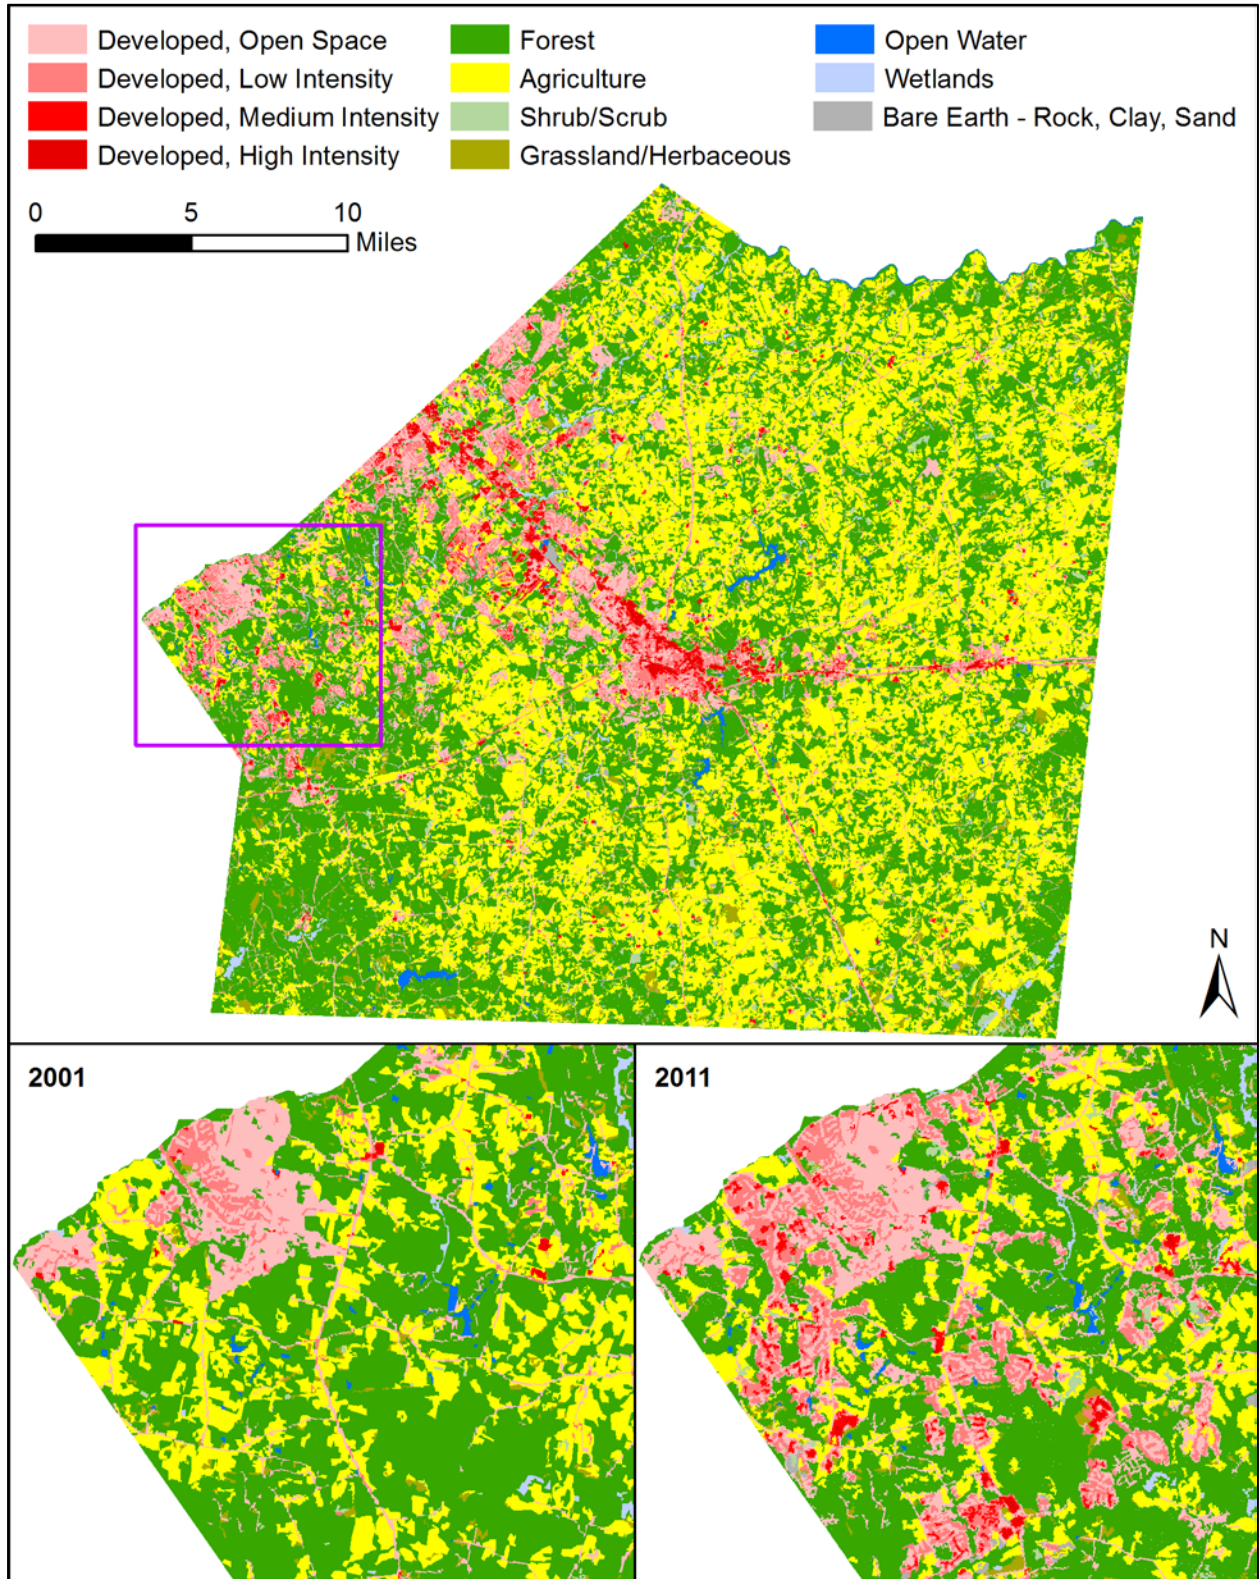 Developed, Open Space
Developed, Low Intensity
Developed, Medium Intensity
Developed, High Intensity
Forest
Agriculture
Shrub/Scrub
Grassland/Herbaceous
Open Water
Wetlands
Bare Earth - Rock, Clay, Sand
0 5 10
Miles
N
2001
2011